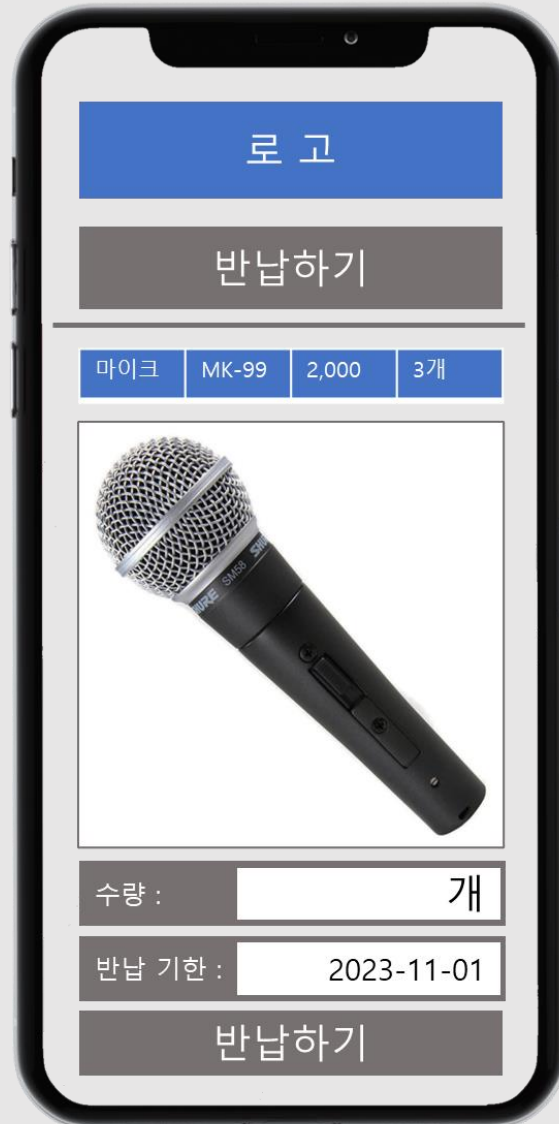 로 고
반납하기
마이크 MK-99 2,000 3개
SHURE SM58 SHU
수량 : 개
반납 기한 : 2023-11-01
반납하기